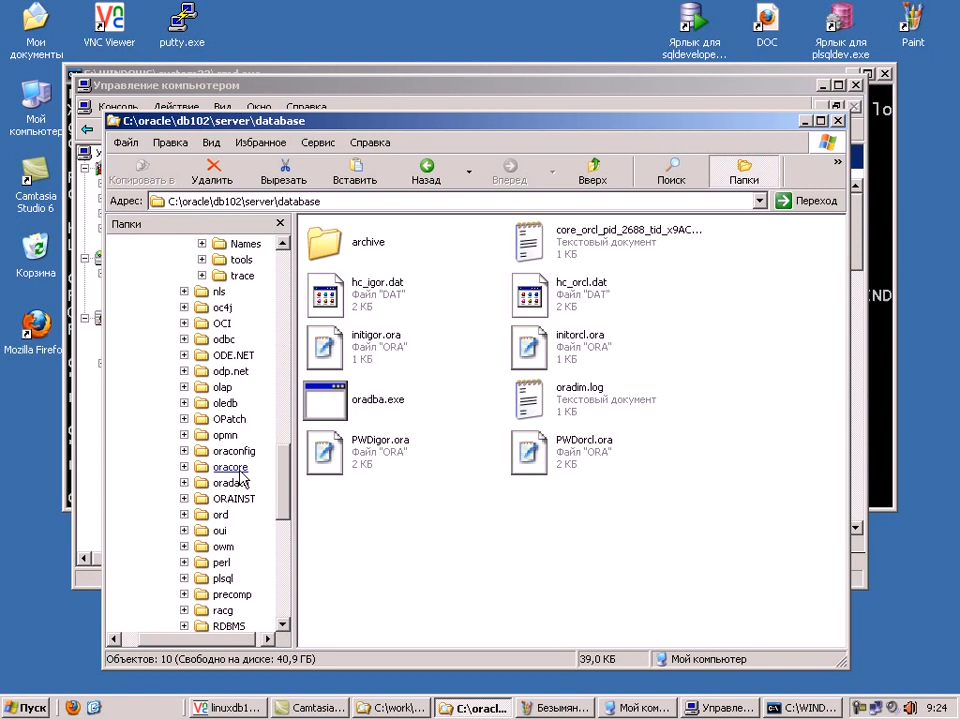 Мои документы
VNC Viewer
putty.exe
Ярлык для sqldevelope...
DOC
Ярлык для plsqldev.exe
Paint
Мой компьютер
Camtasia Studio 6
Корзина
Mozilla Firefo
Управление компьютером
Консоль Действие Вид Окно Справка
C:\oracle\db102\server\database
Файл Правка Вид Избранное Сервис Справка
Копировать в Удалить Вырезать Вставить Назад Вперед Вверх Поиск Папки
Адрес: C:\oracle\db102\server\database Переход
Папки
Names
tools
trace
nls
oc4j
OCI
odbc
ODE.NET
odp.net
olap
oledb
OPatch
opmn
oraconfig
oracore
ORAINST
ord
oui
owm
perl
plsql
precomp
racg
RDBMS
archive
core_orcl_pid_2688_tid_x9AC...
Текстовый документ
1 КБ
hc_igor.dat
Файл "DAT"
2 КБ
hc_orcl.dat
Файл "DAT"
2 КБ
initigor.ora
Файл "ORA"
1 КБ
initorcl.ora
Файл "ORA"
1 КБ
oradba.exe
oradim.log
Текстовый документ
1 КБ
PWDigor.ora
Файл "ORA"
2 КБ
PWDorcl.ora
Файл "ORA"
2 КБ
Объектов: 10 (Свободно на диске: 40,9 ГБ) 39,0 КБ Мой компьютер
Пуск linuxdb1... Camtasi... C:\work\... C:\oracl... Безымян... Мой ком... Управле... C:\WIND... 9:24